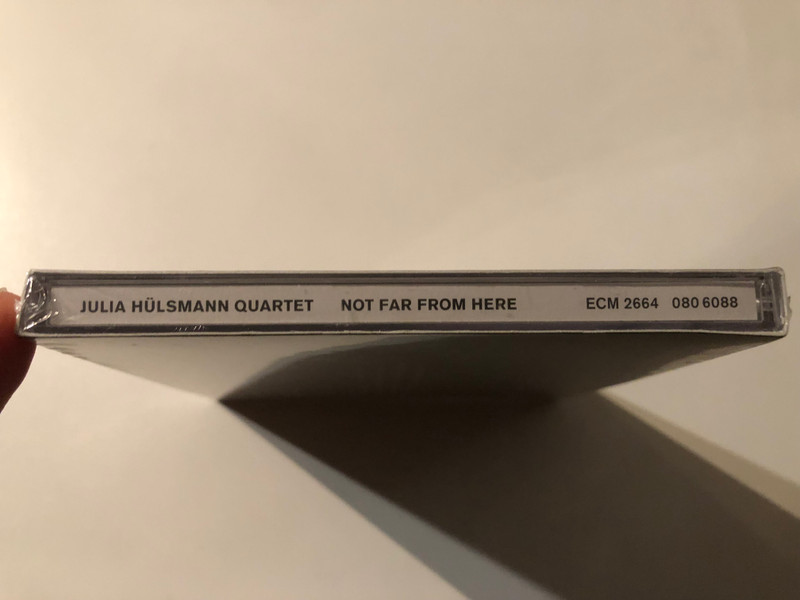 JULIA HÜLSMANN QUARTET NOT FAR FROM HERE ECM 2664 080 6088